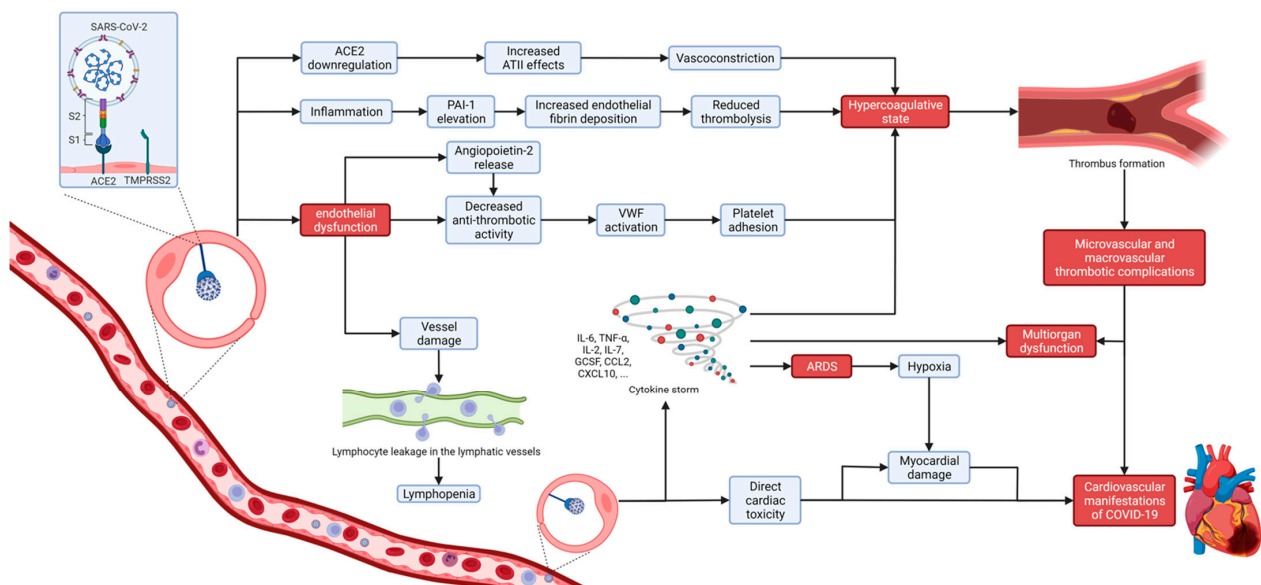 SARS-CoV-2
S2
S1
ACE2
TMPRSS2
ACE2
downregulation
Increased
ATII effects
Vasoconstriction
Inflammation
PAI-1
elevation
Increased endothelial
fibrin deposition
Reduced
thrombolysis
Hypercoagulative
state
Thrombus formation
Angiopoietin-2
release
endothelial
dysfunction
Decreased
anti-thrombotic
activity
VWF
activation
Platelet
adhesion
Microvascular and
macrovascular
thrombotic complications
Vessel
damage
IL-6, TNF-α,
IL-2, IL-7,
GCSF, CCL2,
CXCL10, ...
Cytokine storm
Multiorgan
dysfunction
ARDS
Hypoxia
Lymphocyte leakage in the lymphatic vessels
Lymphopenia
Direct
cardiac
toxicity
Myocardial
damage
Cardiovascular
manifestations
of COVID-19